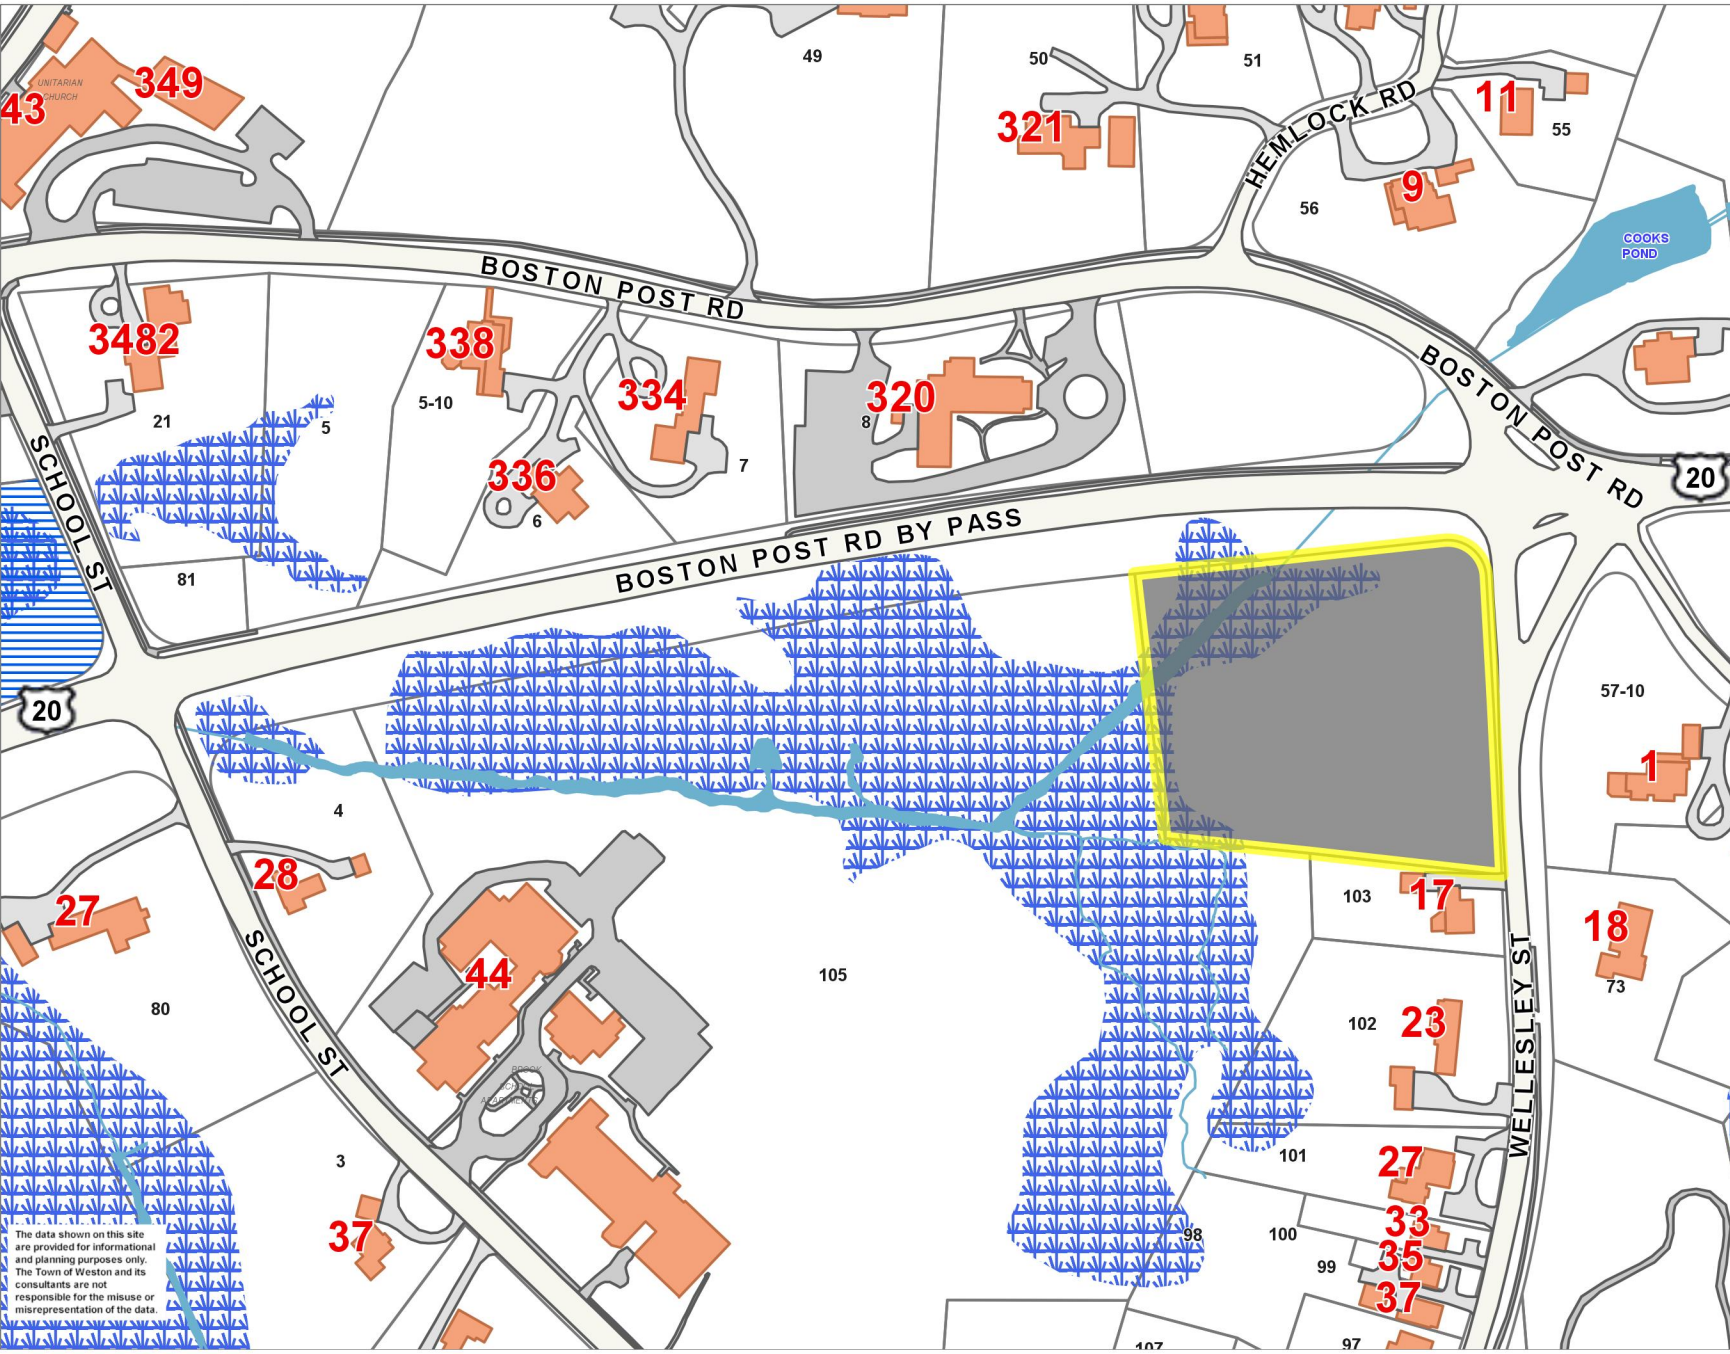 49
50
51
UNITARIAN
CHURCH
349
43
321
HEMLOCK RD
11
55
9
56
COOKS
POND
BOSTON POST RD
3482
338
334
320
5-10
21
5
8
7
336
6
BOSTON POST RD
20
SCHOOL ST
BOSTON POST RD BY PASS
81
20
57-10
1
4
28
27
103
17
18
73
44
105
80
102
23
SCHOOL ST
WELLESLEY ST
BROOK
SCHOOL
APARTMENTS
3
101
27
37
98
100
33
99
35
37
107
97
The data shown on this site
are provided for informational
and planning purposes only.
The Town of Weston and its
consultants are not
responsible for the misuse or
misrepresentation of the data.